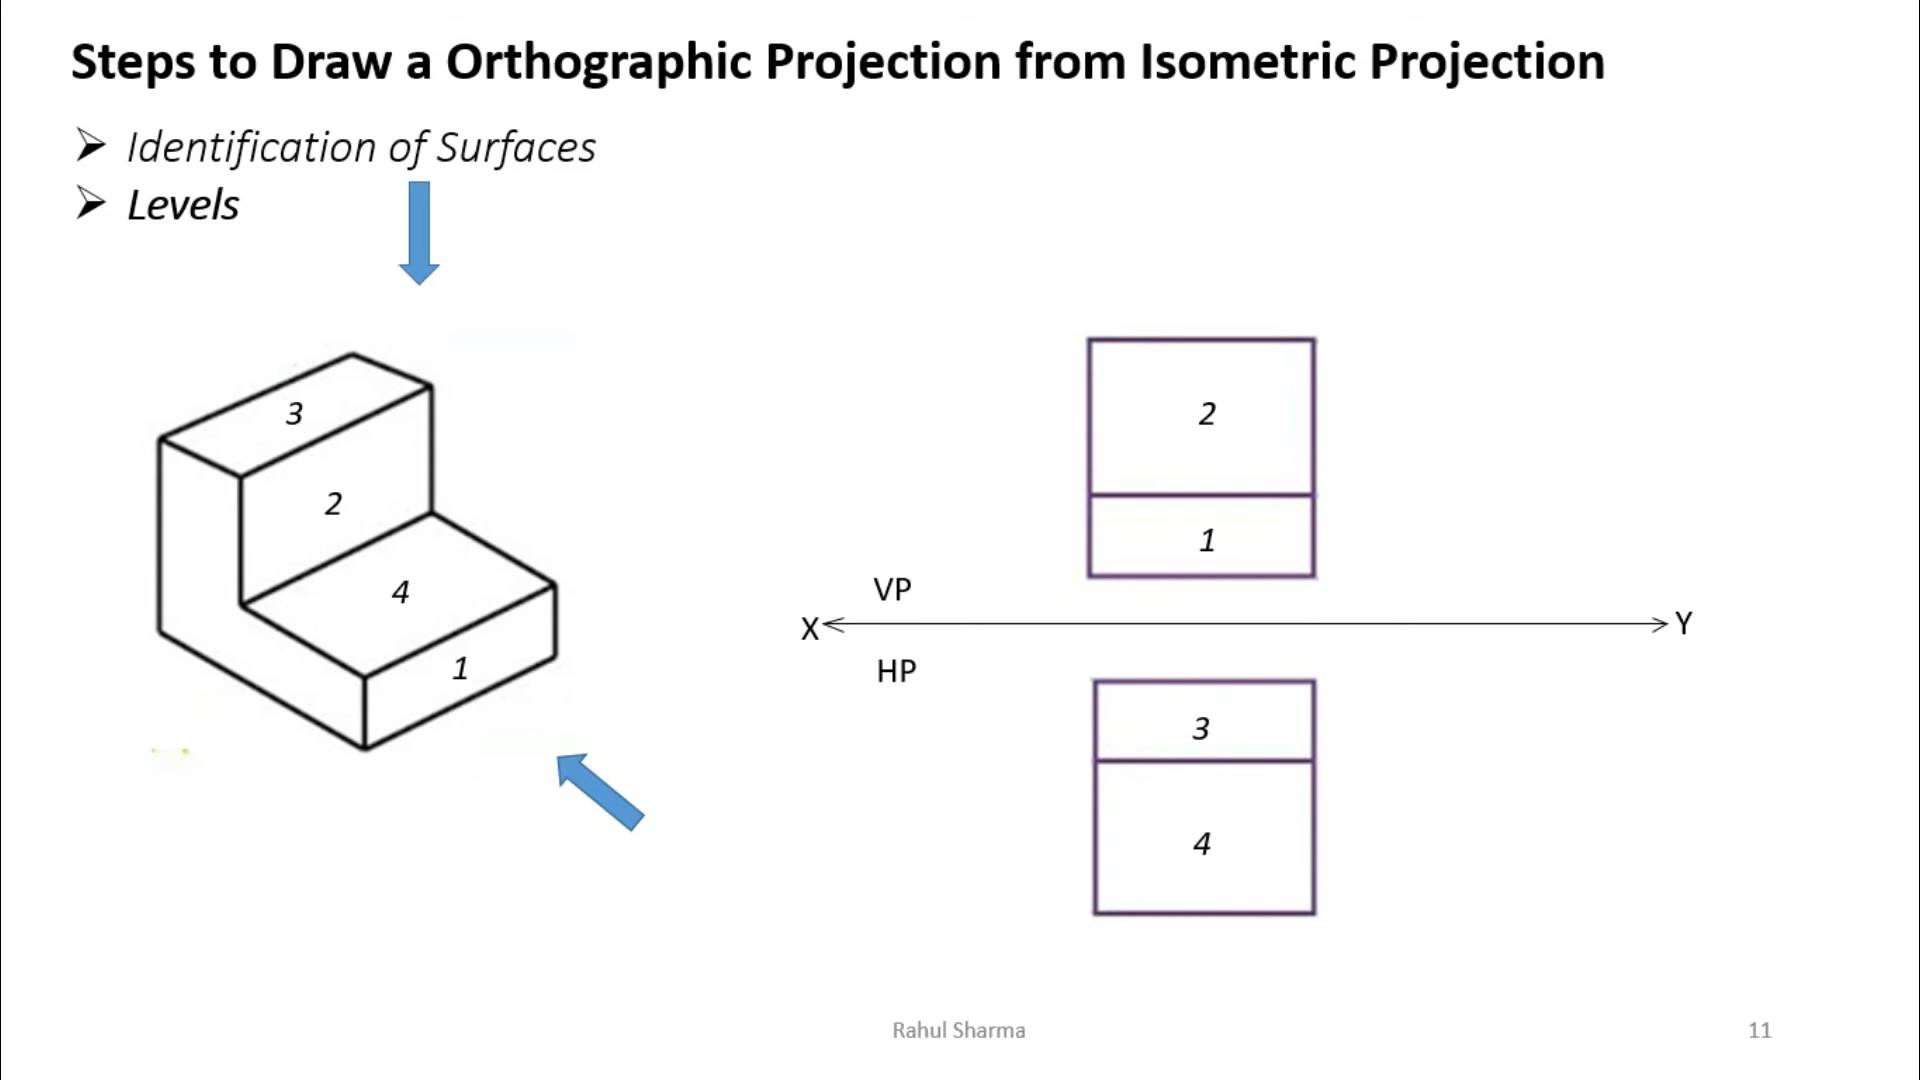 Steps to Draw a Orthographic Projection from Isometric Projection
Identification of Surfaces
Levels
3
2
4
1
2
1
VP
X
Y
HP
3
4
Rahul Sharma
11